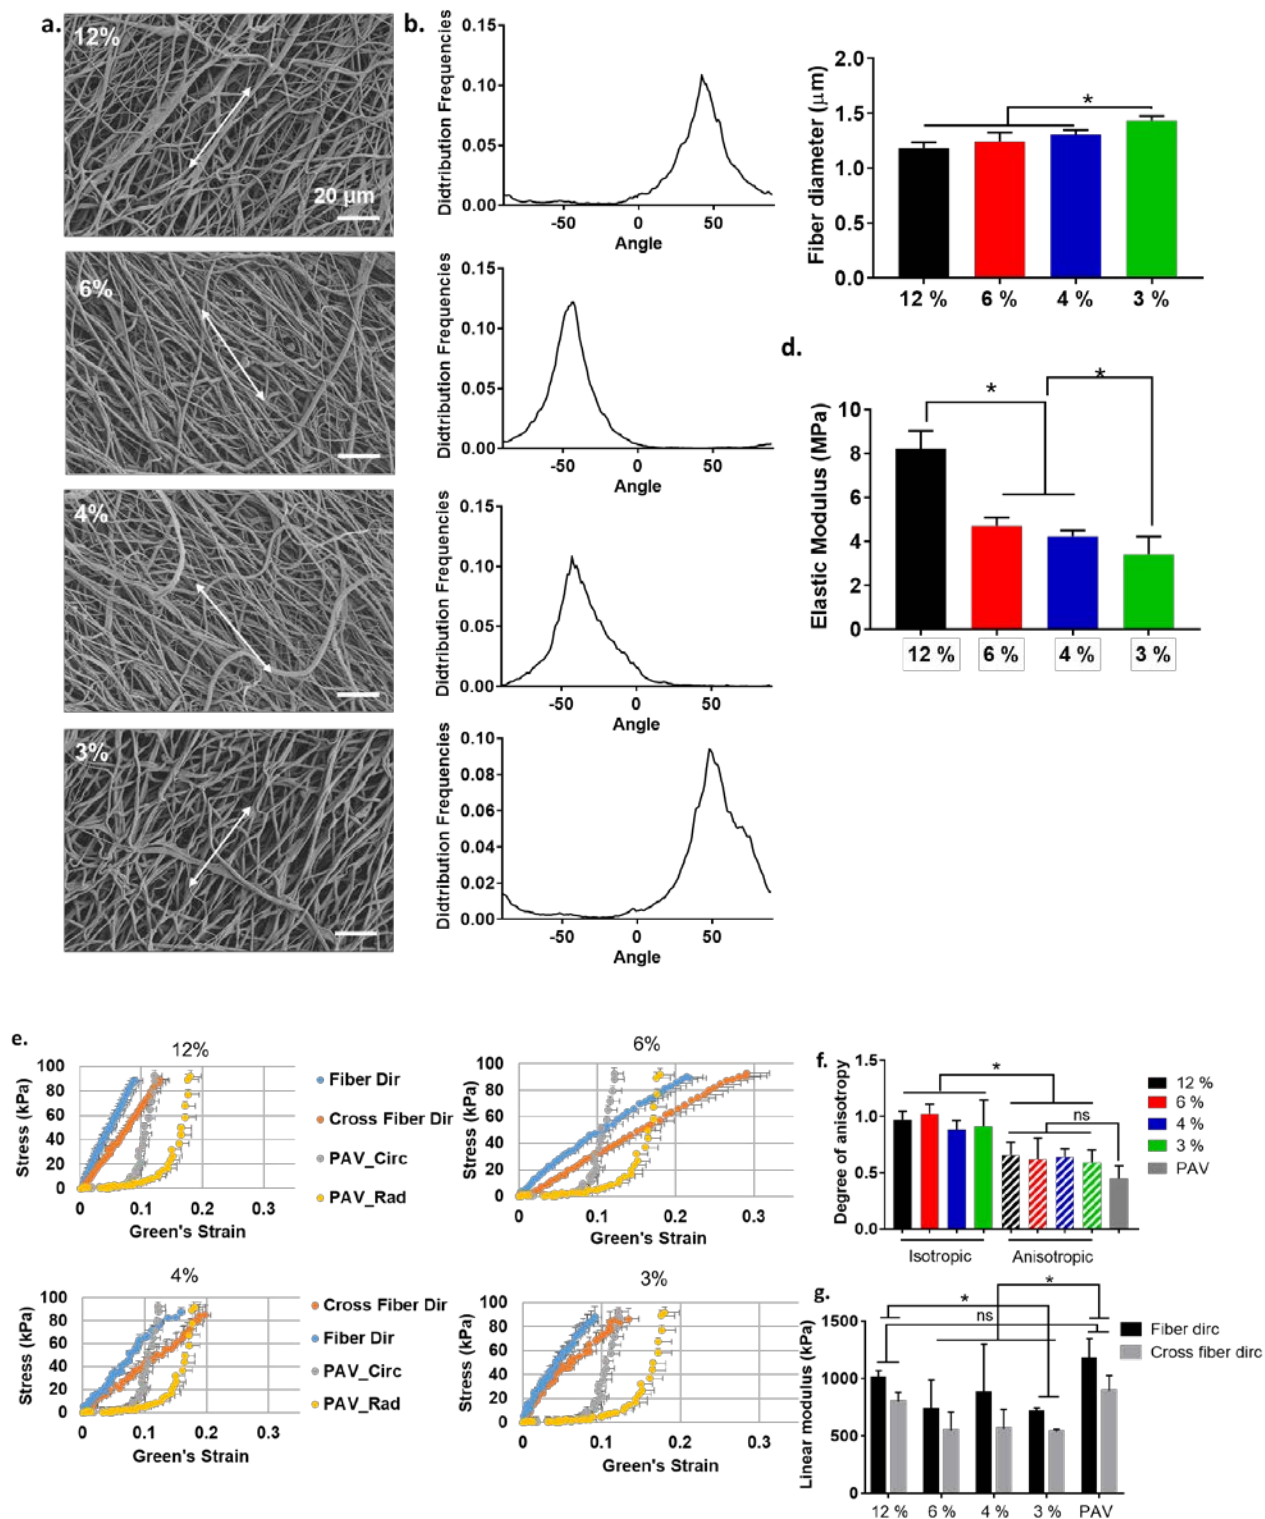 a.
12%
20 µm
6%
4%
3%
b.
Didtribution Frequencies
0.15
0.10
0.05
0.00
-50 0 50
Angle
Didtribution Frequencies
0.15
0.10
0.05
0.00
-50 0 50
Angle
Didtribution Frequencies
0.15
0.10
0.05
0.00
-50 0 50
Angle
Didtribution Frequencies
0.10
0.08
0.06
0.04
0.02
0.00
-50 0 50
Angle
Fiber diameter (µm)
2.0
1.5
1.0
0.5
0.0
*
12 % 6 % 4 % 3 %
d.
Elastic Modulus (MPa)
10
8
6
4
2
0
* *
12 % 6 % 4 % 3 %
e.
12%
Stress (kPa)
100
80
60
40
20
0
0 0.1 0.2 0.3
Green's Strain
Fiber Dir
Cross Fiber Dir
PAV_Circ
PAV_Rad
6%
Stress (kPa)
100
80
60
40
20
0
0 0.1 0.2 0.3
Green's Strain
4%
Stress (kPa)
100
80
60
40
20
0
0 0.1 0.2 0.3
Green's Strain
Cross Fiber Dir
Fiber Dir
PAV_Circ
PAV_Rad
3%
Stress (kPa)
100
80
60
40
20
0
0 0.1 0.2 0.3
Green's Strain
f.
Degree of anisotropy
1.5
1.0
0.5
0.0
*
ns
Isotropic Anisotropic
12 %
6 %
4 %
3 %
PAV
g.
Linear modulus (kPa)
1500
1000
500
0
*
*
ns
12 % 6 % 4 % 3 % PAV
Fiber dirc
Cross fiber dirc